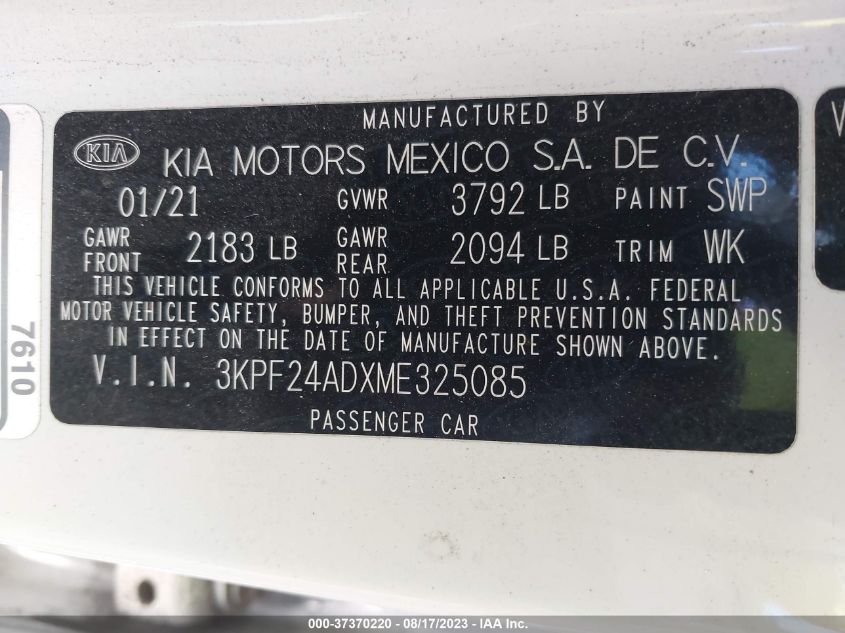 MANUFACTURED BY
KIA KIA MOTORS MEXICO S.A. DE C.V.
01/21 GVWR 3792 LB PAINT SWP
GAWR FRONT 2183 LB GAWR REAR 2094 LB TRIM WK
THIS VEHICLE CONFORMS TO ALL APPLICABLE U.S.A. FEDERAL
MOTOR VEHICLE SAFETY, BUMPER, AND THEFT PREVENTION STANDARDS
IN EFFECT ON THE DATE OF MANUFACTURE SHOWN ABOVE.
V.I.N. 3KPF24ADXME325085
PASSENGER CAR
7610
V
000-37370220 - 08/17/2023 - IAA Inc.